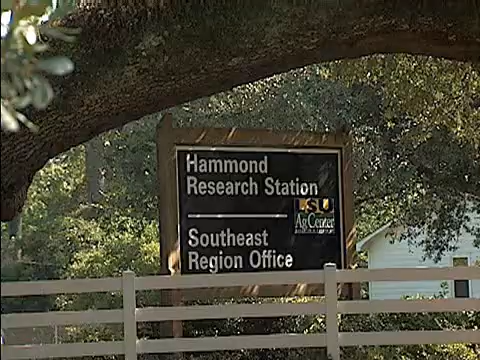 Hammond
Research Station
LSU
AgCenter
Southeast
Region Office